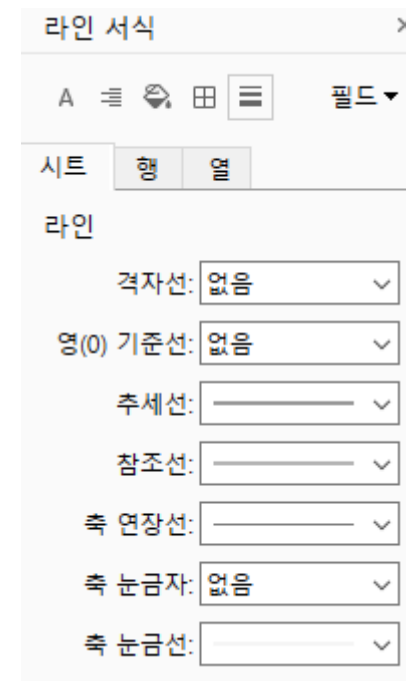 라인 서식
A 필드
시트 행 열
라인
격자선: 없음
영(0) 기준선: 없음
추세선:
참조선:
축 연장선:
축 눈금자: 없음
축 눈금선: